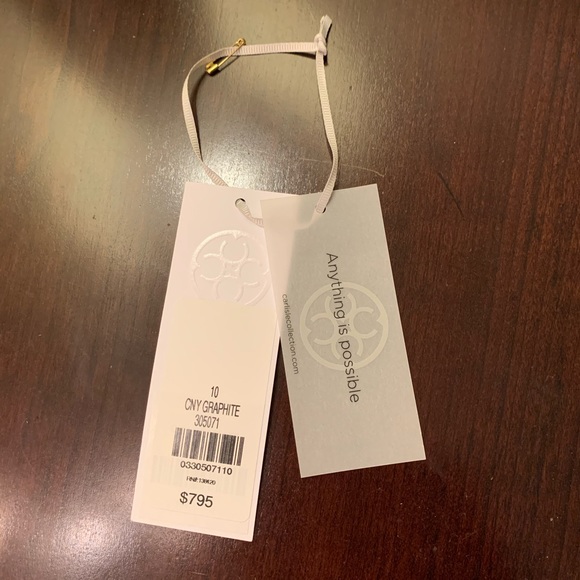 10
CNY GRAPHITE
305071
0330507110
$795
Anything is possible
carlislecollection.com